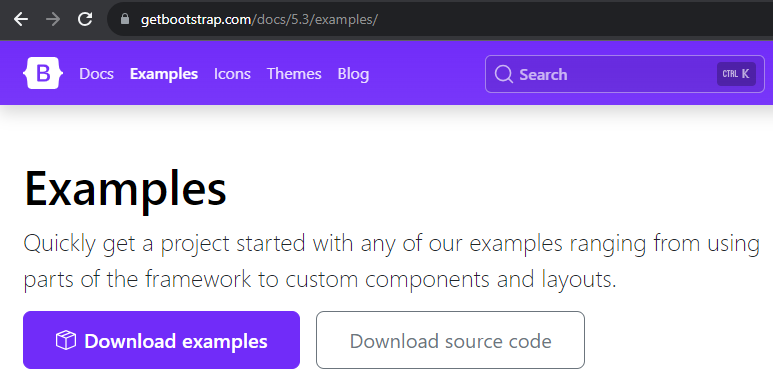 getbootstrap.com/docs/5.3/examples/
B Docs Examples Icons Themes Blog Search CTRL K
Examples
Quickly get a project started with any of our examples ranging from using
parts of the framework to custom components and layouts.
Download examples Download source code